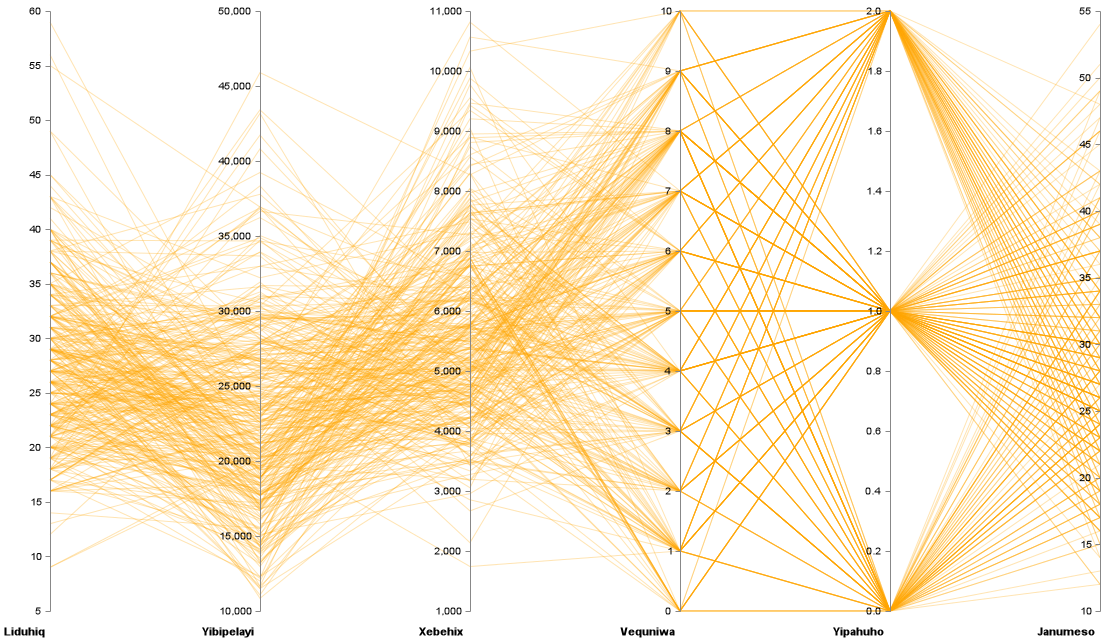 60 50,000 11,000 10 2.0 55
55 45,000 10,000 9 1.8 50
50 40,000 9,000 8 1.6 45
45 35,000 8,000 7 1.4 40
40 30,000 7,000 6 1.2 35
35 25,000 6,000 5 1.0 30
30 20,000 5,000 4 0.8 25
25 15,000 4,000 3 0.6 20
20 10,000 3,000 2 0.4 15
15 2,000 1 0.2 10
10 1,000 0 0.0
5
Liduhiq Yibipelayi Xebehix Vequniwa Yipahuho Janumeso